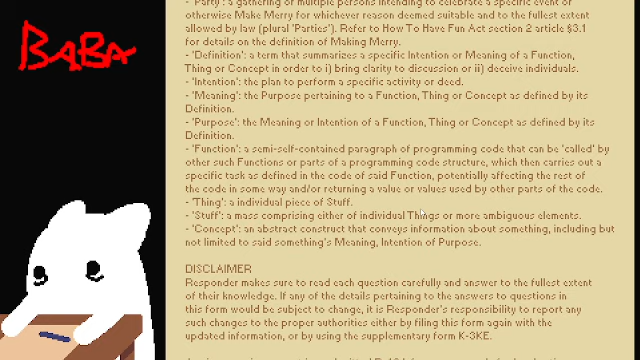 BABA
- 'Party': a gathering of multiple persons intending to celebrate a specific event or
otherwise Make Merry for whichever reason deemed suitable and to the fullest extent
allowed by law (plural 'Parties'). Refer to How To Have Fun Act section 2 article §3.1
for details on the definition of Making Merry.
- 'Definition': a term that summarizes a specific Intention or Meaning of a Function,
Thing or Concept in order to i) bring clarity to discussion or ii) deceive individuals.
- 'Intention': the plan to perform a specific activity or deed.
- 'Meaning': the Purpose pertaining to a Function, Thing or Concept as defined by its
Definition.
- 'Purpose': the Meaning or Intention of a Function, Thing or Concept as defined by its
Definition.
- 'Function': a semi-self-contained paragraph of programming code that can be 'called' by
other such Functions or parts of a programming code structure, which then carries out a
specific task as defined in the code of said Function, potentially affecting the rest of
the code in some way and/or returning a value or values used by other parts of the code.
- 'Thing': a individual piece of Stuff.
- 'Stuff': a mass comprising either of individual Things or more ambiguous elements.
- 'Concept': an abstract construct that conveys information about something, including but
not limited to said something's Meaning, Intention of Purpose.
DISCLAIMER
Responder makes sure to read each question carefully and answer to the fullest extent
of their knowledge. If any of the details pertaining to the answers to questions in
this form would be subject to change, it is Responder's responsibility to report any
such changes to the proper authorities either by filing this form again with the
updated information, or by using the supplementary form K-3KE.